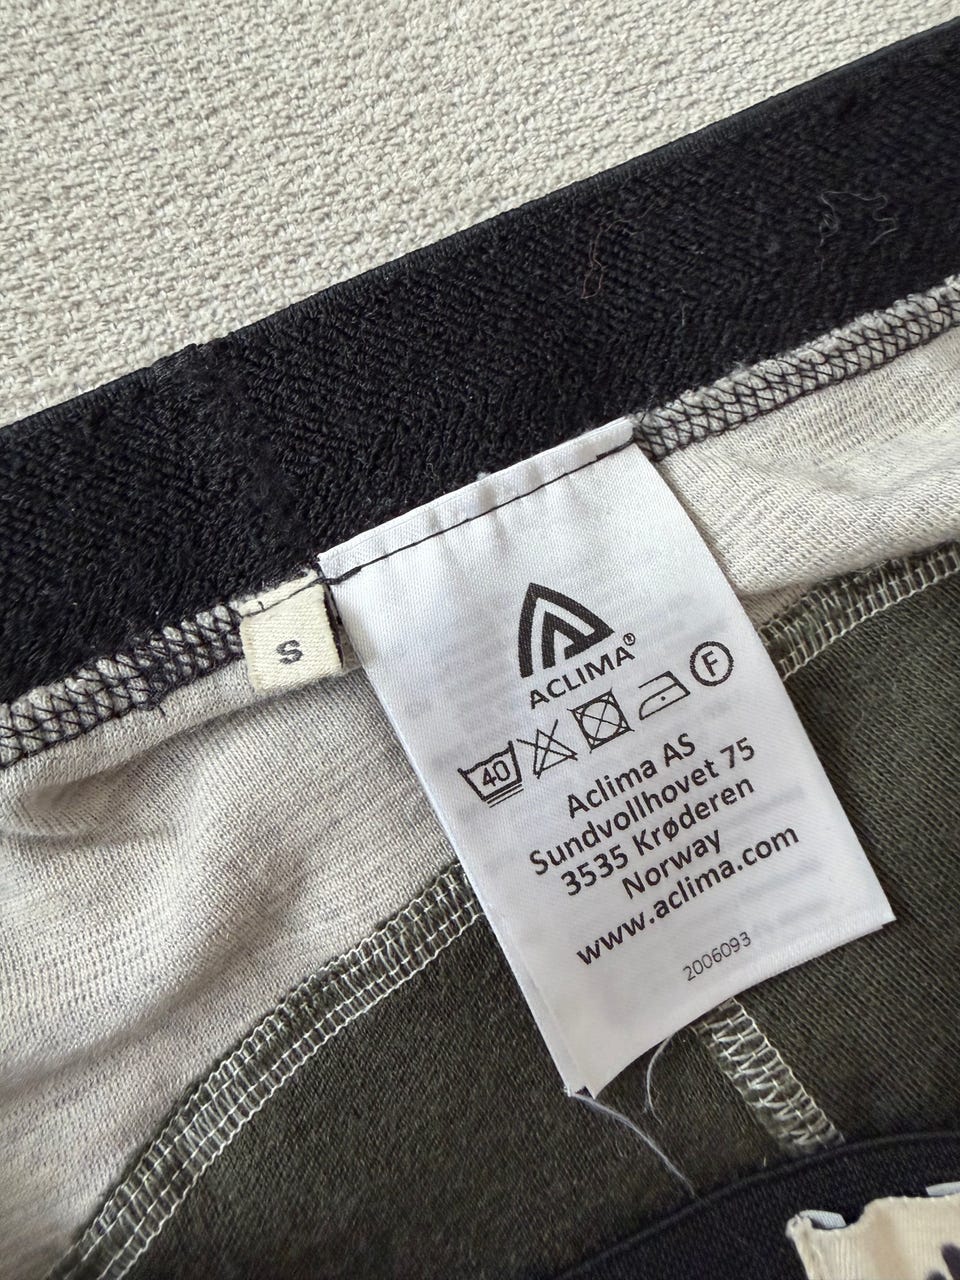 S
ACLIMA®
40
F
Aclima AS
Sundvollhovet 75
3535 Krøderen
Norway
www.aclima.com
2006093